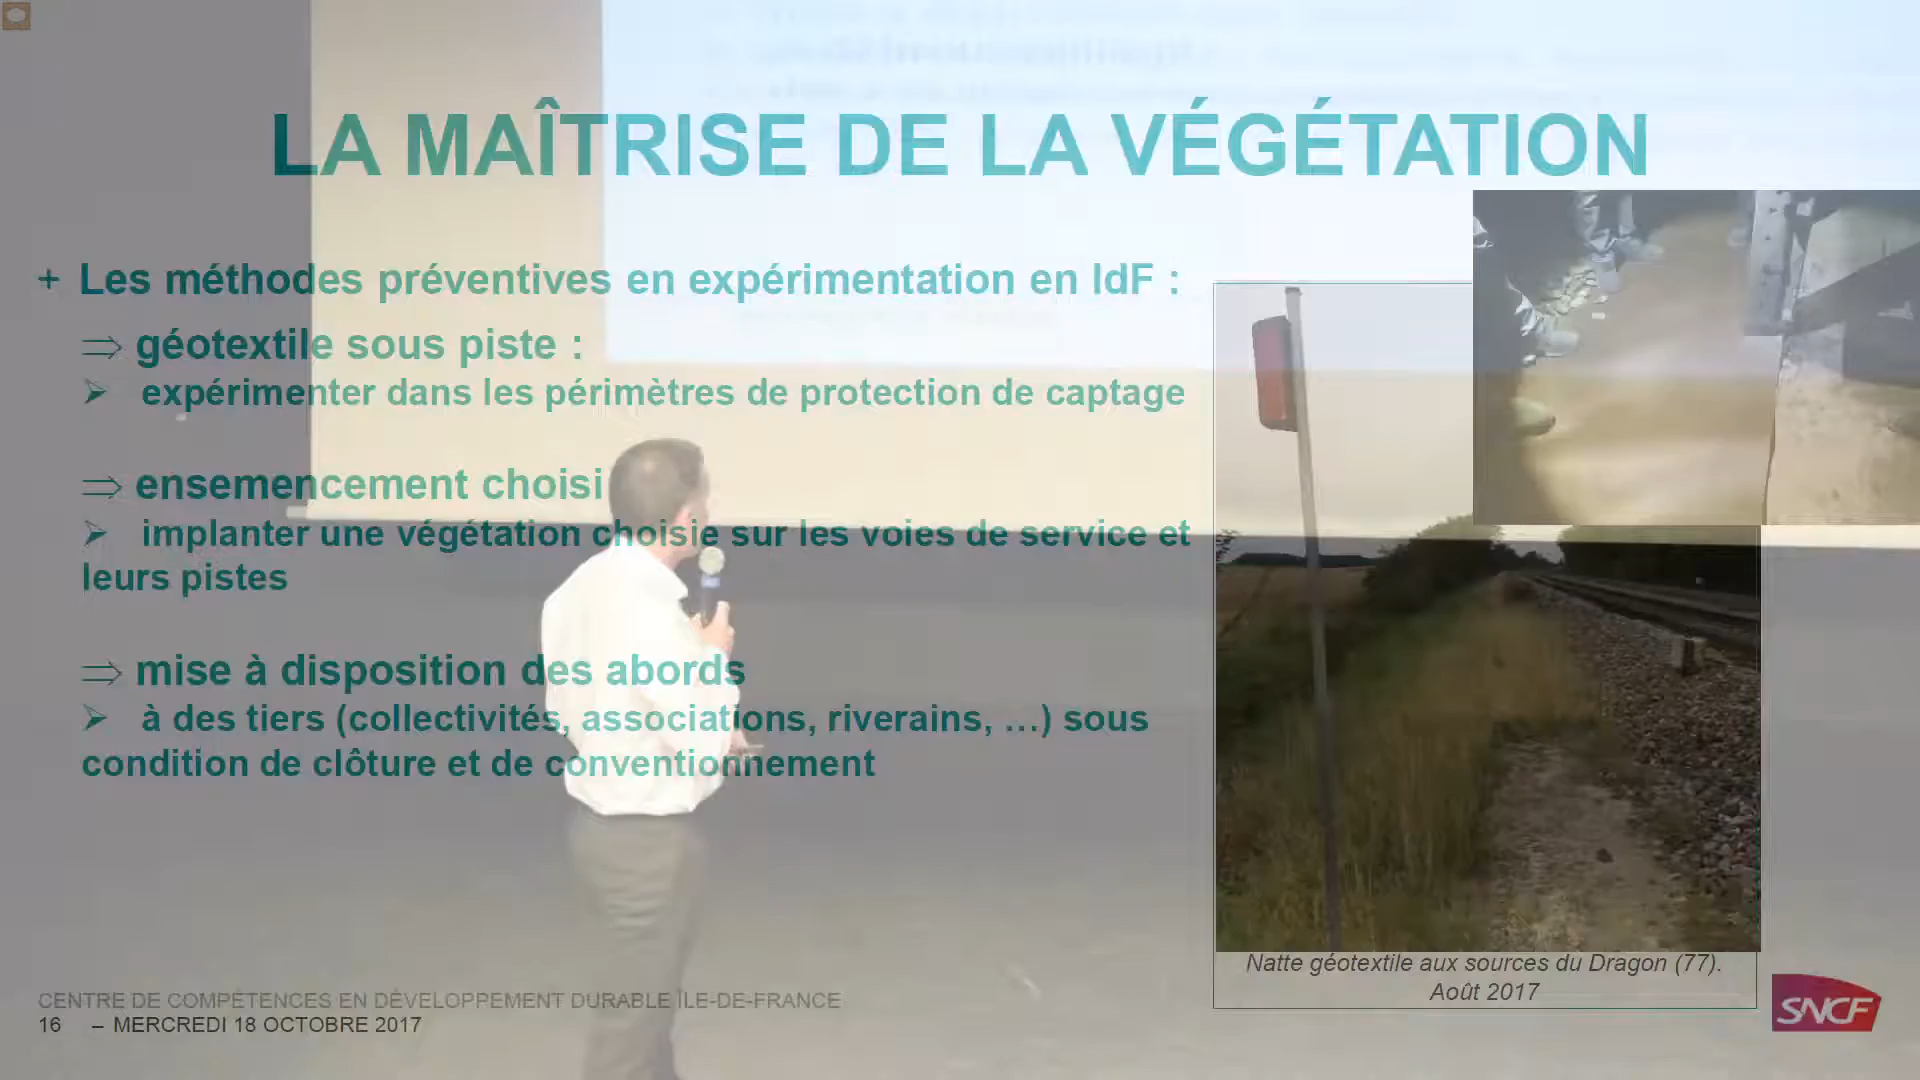 LA MAÎTRISE DE LA VÉGÉTATION
+ Les méthodes préventives en expérimentation en IdF :
⇒ géotextile sous piste :
➢ expérimenter dans les périmètres de protection de captage
⇒ ensemencement choisi
➢ implanter une végétation choisie sur les voies de service et
leurs pistes
⇒ mise à disposition des abords
➢ à des tiers (collectivités, associations, riverains, …) sous
condition de clôture et de conventionnement
Natte géotextile aux sources du Dragon (77).
Août 2017
CENTRE DE COMPÉTENCES EN DÉVELOPPEMENT DURABLE ÎLE-DE-FRANCE
16 – MERCREDI 18 OCTOBRE 2017
SNCF